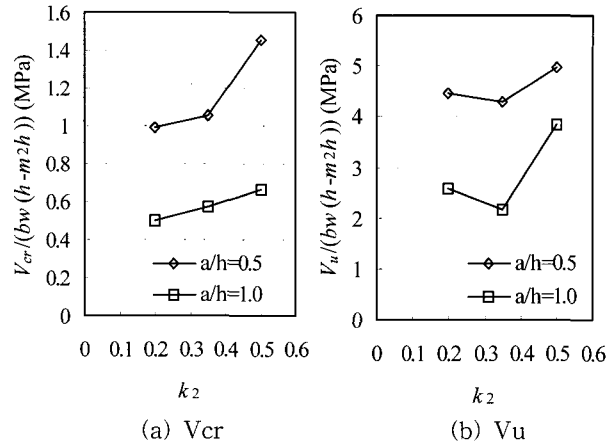 V_cr/(bw (h-m2h )) (MPa)
1.6
1.4
1.2
1
0.8
0.6
0.4
0.2
0
a/h=0.5
a/h=1.0
0 0.1 0.2 0.3 0.4 0.5 0.6
k2
(a) Vcr
V_u/(bw (h-m2h )) (MPa)
6
5
4
3
2
1
0
a/h=0.5
a/h=1.0
0 0.1 0.2 0.3 0.4 0.5 0.6
k2
(b) Vu